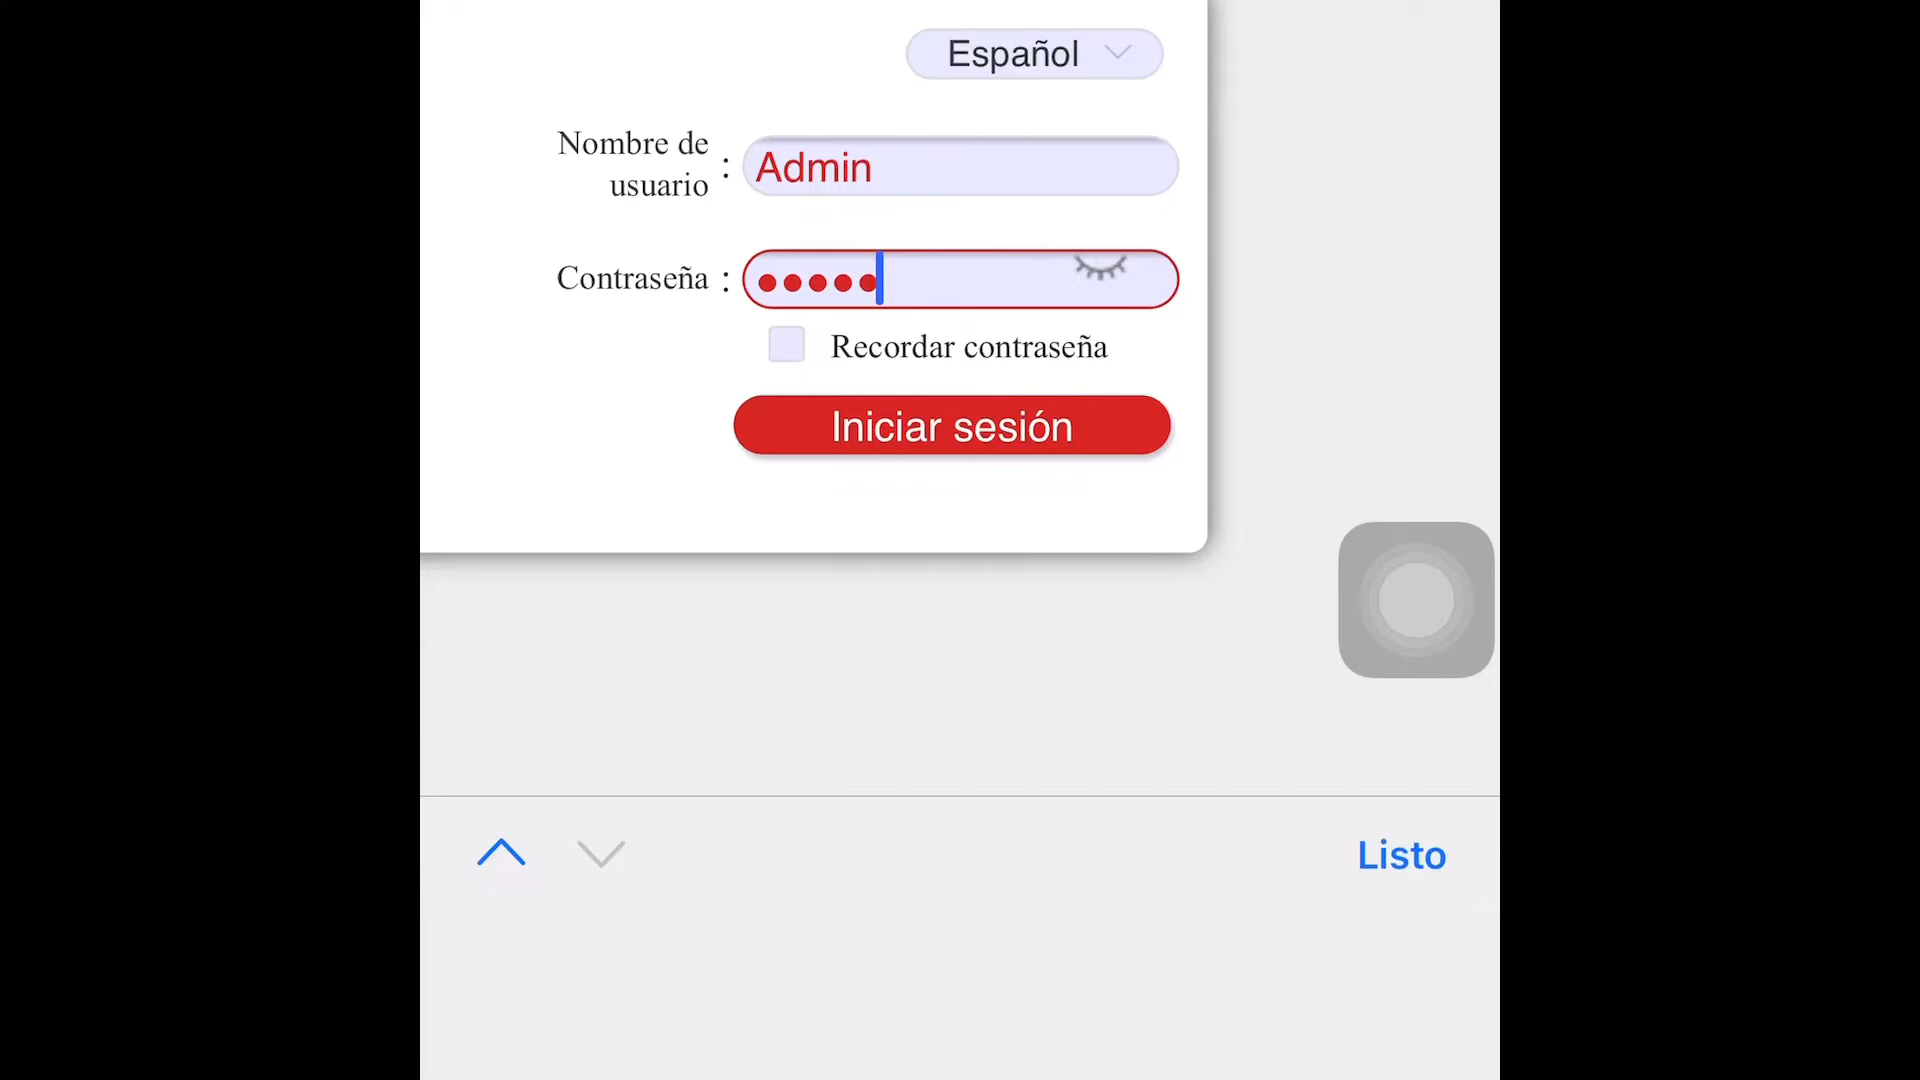 Español
Nombre de
usuario :
Admin
Contraseña :
•••••
Recordar contraseña
Iniciar sesión
Listo